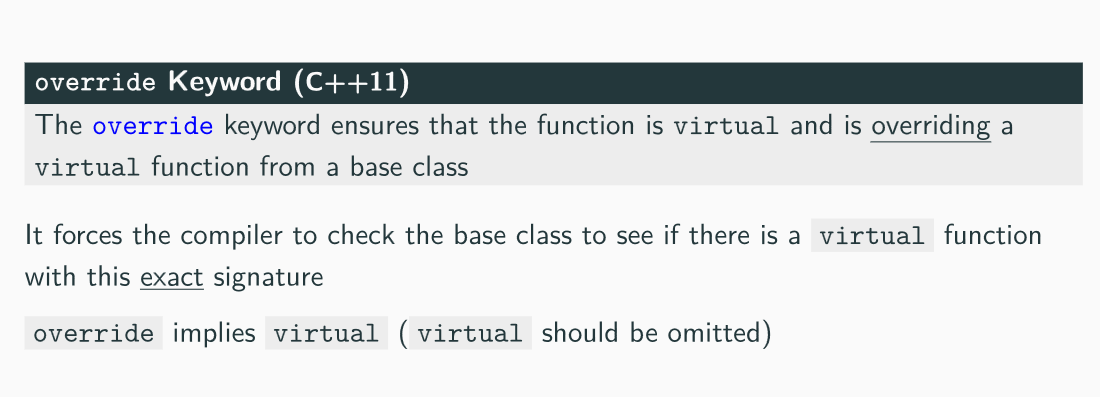 override Keyword (C++11)
The override keyword ensures that the function is virtual and is overriding a
virtual function from a base class
It forces the compiler to check the base class to see if there is a virtual function
with this exact signature
override implies virtual (virtual should be omitted)